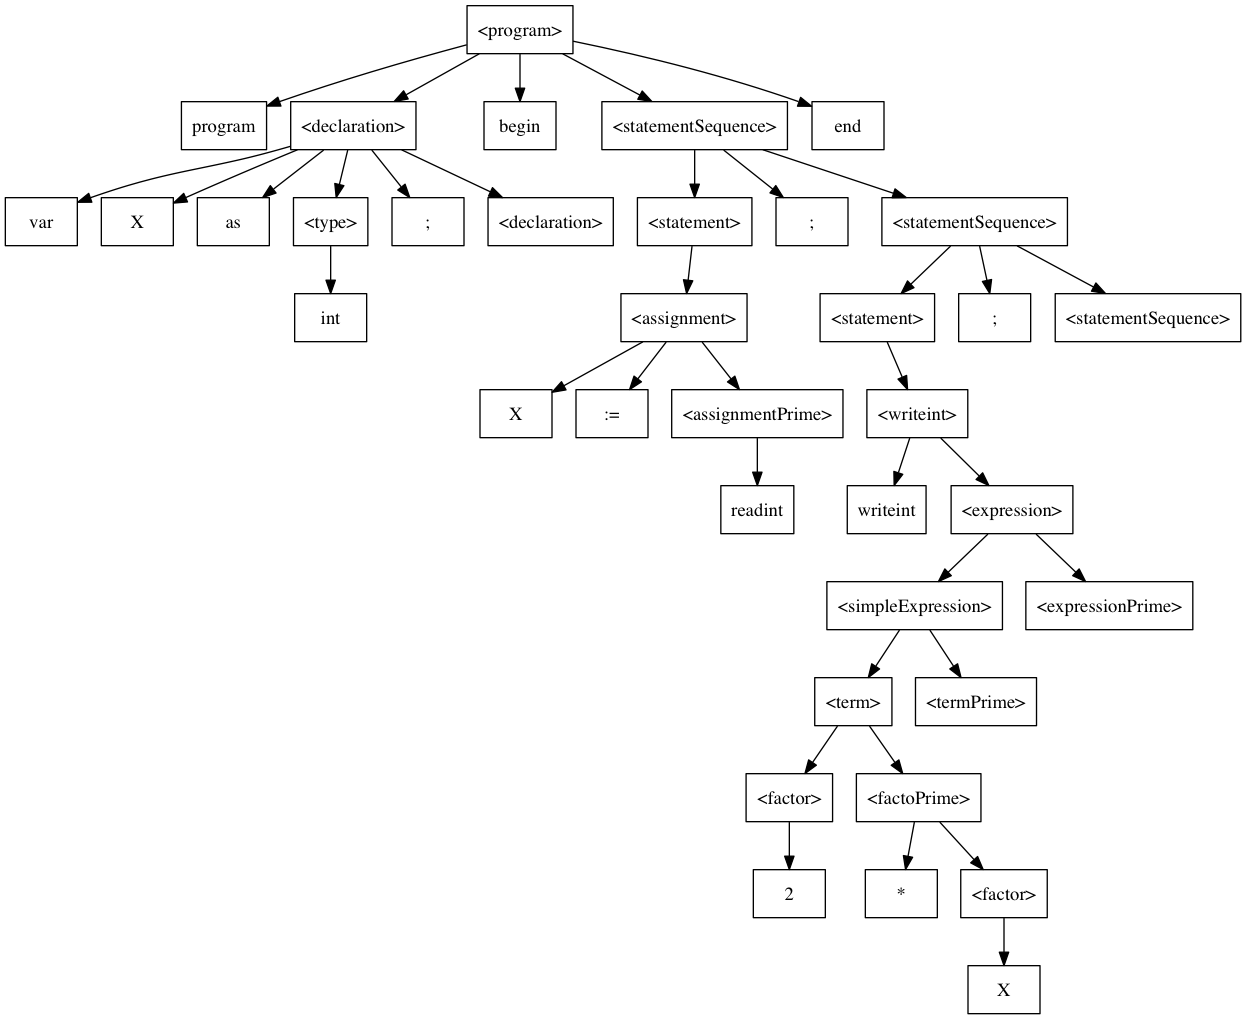 <program>
program
<declaration>
begin
<statementSequence>
end
var
X
as
<type>
;
<declaration>
<statement>
;
<statementSequence>
int
<assignment>
<statement>
;
<statementSequence>
X
:=
<assignmentPrime>
<writeint>
readint
writeint
<expression>
<simpleExpression>
<expressionPrime>
<term>
<termPrime>
<factor>
<factoPrime>
2
*
<factor>
X